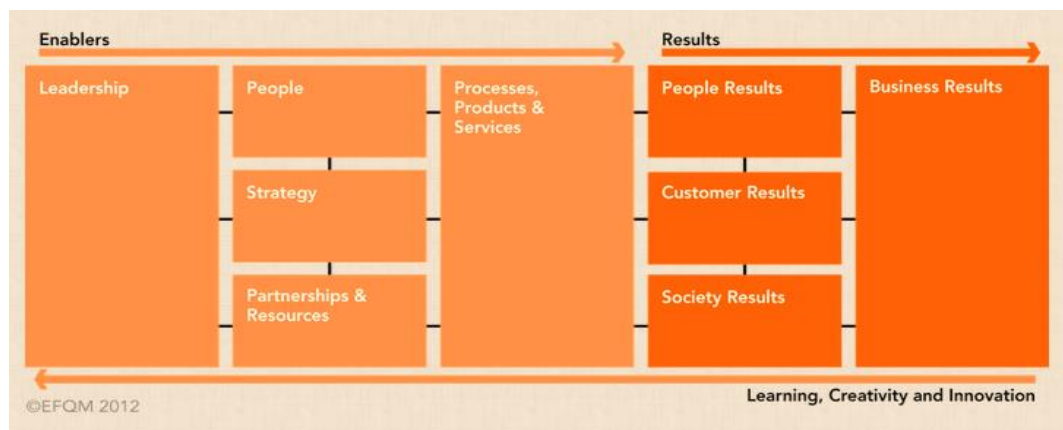 Enablers
Results
Leadership
People
Processes,
Products &
Services
People Results
Business Results
Strategy
Customer Results
Partnerships &
Resources
Society Results
Learning, Creativity and Innovation
©EFQM 2012